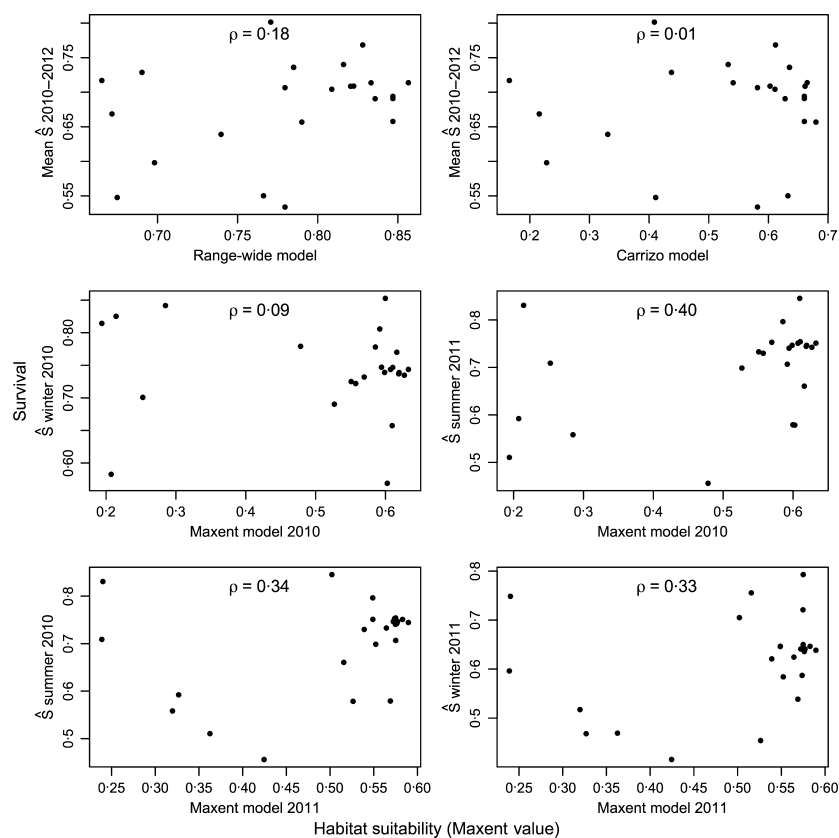 ρ = 0·18
0·55 0·65 0·75
Mean Ŝ 2010–2012
0·70 0·75 0·80 0·85
Range-wide model
ρ = 0·01
0·55 0·65 0·75
Mean Ŝ 2010–2012
0·2 0·3 0·4 0·5 0·6 0·7
Carrizo model
Survival
ρ = 0·09
0·60 0·70 0·80
Ŝ winter 2010
0·2 0·3 0·4 0·5 0·6
Maxent model 2010
ρ = 0·40
0·5 0·6 0·7 0·8
Ŝ summer 2011
0·2 0·3 0·4 0·5 0·6
Maxent model 2010
ρ = 0·34
0·5 0·6 0·7 0·8
Ŝ summer 2010
0·25 0·30 0·35 0·40 0·45 0·50 0·55 0·60
Maxent model 2011
ρ = 0·33
0·5 0·6 0·7 0·8
Ŝ winter 2011
0·25 0·30 0·35 0·40 0·45 0·50 0·55 0·60
Maxent model 2011
Habitat suitability (Maxent value)